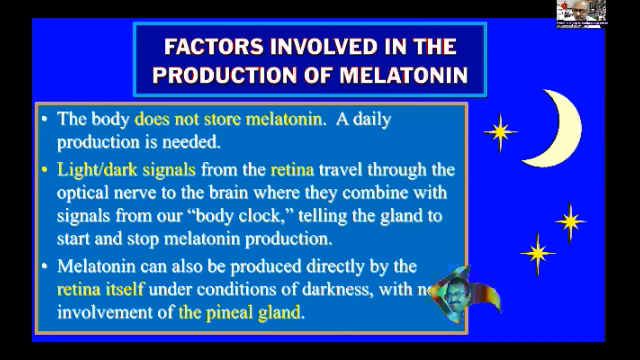 FACTORS INVOLVED IN THE
PRODUCTION OF MELATONIN
• The body does not store melatonin. A daily
production is needed.
• Light/dark signals from the retina travel through the
optical nerve to the brain where they combine with
signals from our “body clock,” telling the gland to
start and stop melatonin production.
• Melatonin can also be produced directly by the
retina itself under conditions of darkness, with no
involvement of the pineal gland.